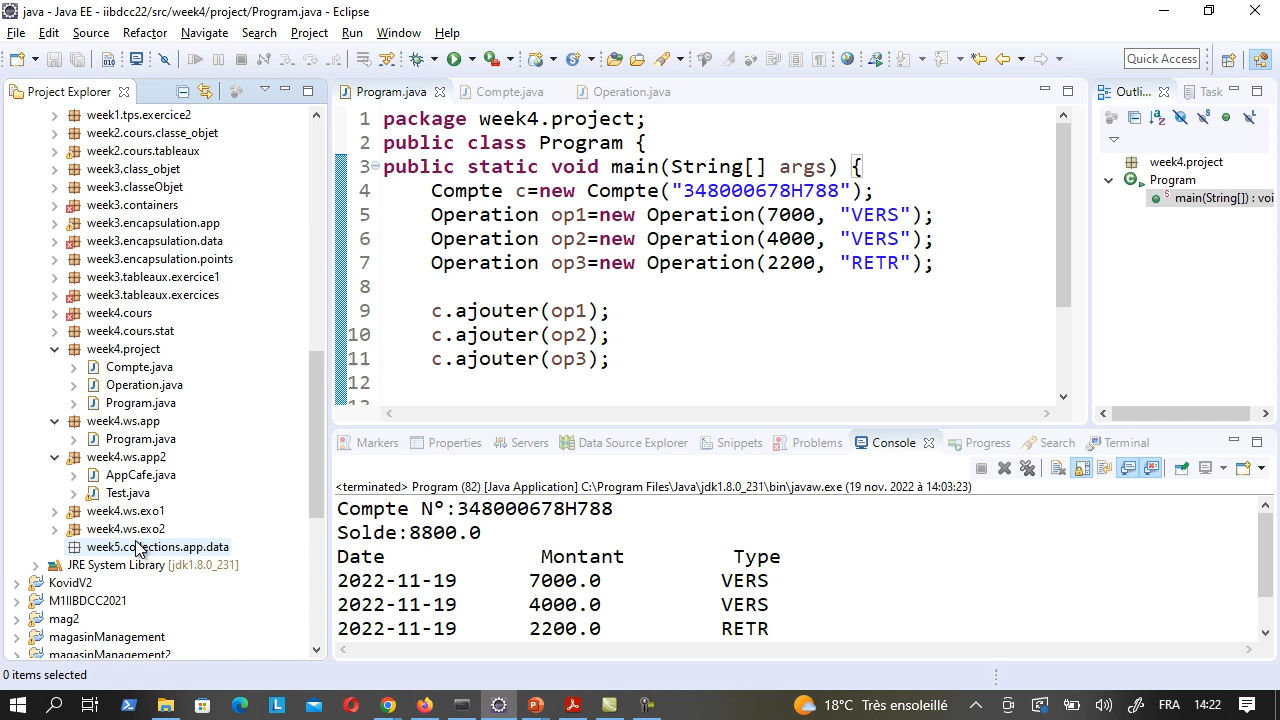 java - Java EE - iibdcc22/src/week4/project/Program.java - Eclipse
File Edit Source Refactor Navigate Search Project Run Window Help
Quick Access
Project Explorer
week1.tps.exercice2
week2.cours.classe_objet
week2.cours.tableaux
week3.class_objet
week3.classeObjet
week3.containers
week3.encapsulation.app
week3.encapsulation.data
week3.encapsulation.points
week3.tableaux.exercice1
week3.tableaux.exercices
week4.cours
week4.cours.stat
week4.project
Compte.java
Operation.java
Program.java
week4.ws.app
Program.java
week4.ws.app2
AppCafe.java
Test.java
week4.ws.exo1
week4.ws.exo2
week5.collections.app.data
JRE System Library [jdk1.8.0_231]
KovidV2
M1IIBDCC2021
mag2
magasinManagement
magasinManagement2
Program.java Compte.java Operation.java
1 package week4.project;
2 public class Program {
3 public static void main(String[] args) {
4 Compte c=new Compte("348000678H788");
5 Operation op1=new Operation(7000, "VERS");
6 Operation op2=new Operation(4000, "VERS");
7 Operation op3=new Operation(2200, "RETR");
8
9 c.ajouter(op1);
10 c.ajouter(op2);
11 c.ajouter(op3);
12
13
Outli... Task
week4.project
Program
main(String[]) : voi
Markers Properties Servers Data Source Explorer Snippets Problems Console Progress Search Terminal
<terminated> Program (82) [Java Application] C:\Program Files\Java\jdk1.8.0_231\bin\javaw.exe (19 nov. 2022 à 14:03:23)
Compte N°:348000678H788
Solde:8800.0
Date Montant Type
2022-11-19 7000.0 VERS
2022-11-19 4000.0 VERS
2022-11-19 2200.0 RETR
0 items selected
18°C Très ensoleillé FRA 14:22